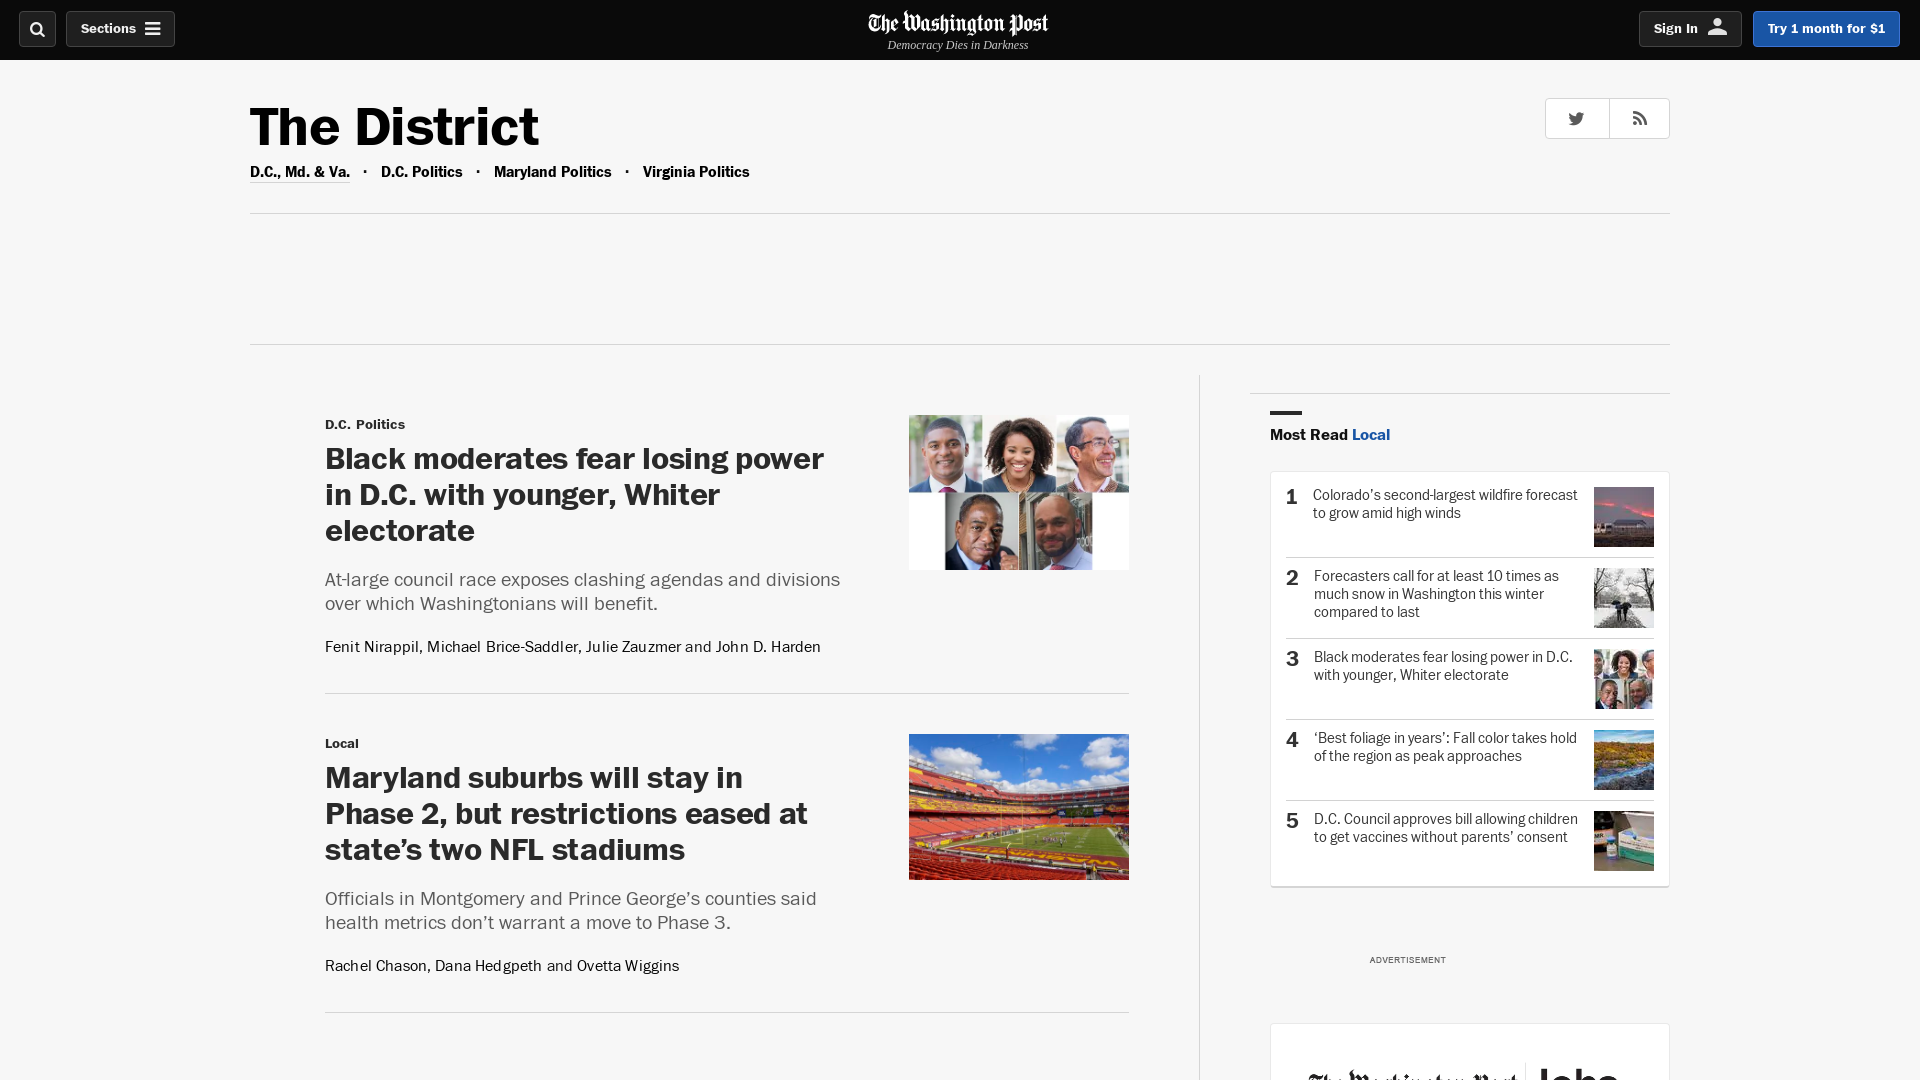 Sections
The Washington Post
Democracy Dies in Darkness
Sign In
Try 1 month for $1
The District
D.C., Md. & Va. · D.C. Politics · Maryland Politics · Virginia Politics
D.C. Politics
Black moderates fear losing power
in D.C. with younger, Whiter
electorate
At-large council race exposes clashing agendas and divisions
over which Washingtonians will benefit.
Fenit Nirappil, Michael Brice-Saddler, Julie Zauzmer and John D. Harden
Local
Maryland suburbs will stay in
Phase 2, but restrictions eased at
state’s two NFL stadiums
Officials in Montgomery and Prince George’s counties said
health metrics don’t warrant a move to Phase 3.
Rachel Chason, Dana Hedgpeth and Ovetta Wiggins
Most Read Local
1 Colorado’s second-largest wildfire forecast
to grow amid high winds
2 Forecasters call for at least 10 times as
much snow in Washington this winter
compared to last
3 Black moderates fear losing power in D.C.
with younger, Whiter electorate
4 ‘Best foliage in years’: Fall color takes hold
of the region as peak approaches
5 D.C. Council approves bill allowing children
to get vaccines without parents’ consent
ADVERTISEMENT
The Washington Post Jobs